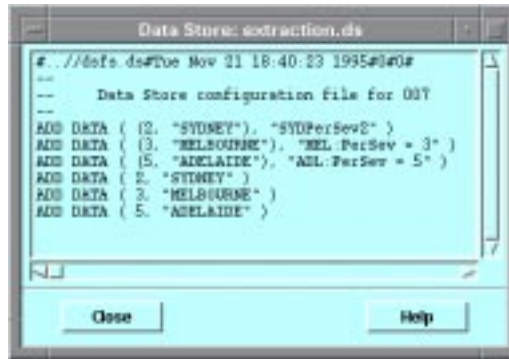 Data Store: extraction.ds
#..//dsfs.ds#Tue Nov 21 18:40:23 1995#0#0#
--
-- Data Store configuration file for 007
--
ADD DATA ( (2, "SYDNEY"), "SYDPerSev2" )
ADD DATA ( (3, "MELBOURNE"), "MEL:PerSev = 3" )
ADD DATA ( (5, "ADELAIDE"), "ADL:PerSev = 5" )
ADD DATA ( 2, "SYDNEY" )
ADD DATA ( 3, "MELBOURNE" )
ADD DATA ( 5, "ADELAIDE" )
Close
Help